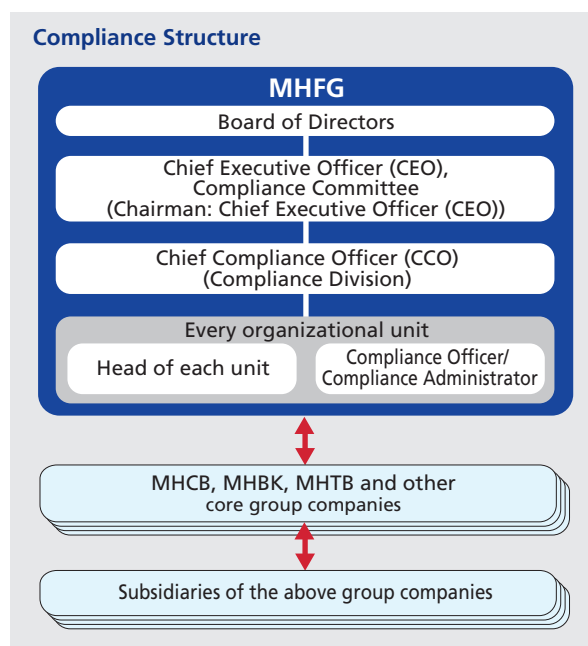 Compliance Structure
MHFG
Board of Directors
Chief Executive Officer (CEO),
Compliance Committee
(Chairman: Chief Executive Officer (CEO))
Chief Compliance Officer (CCO)
(Compliance Division)
Every organizational unit
Head of each unit
Compliance Officer/
Compliance Administrator
MHCB, MHBK, MHTB and other
core group companies
Subsidiaries of the above group companies